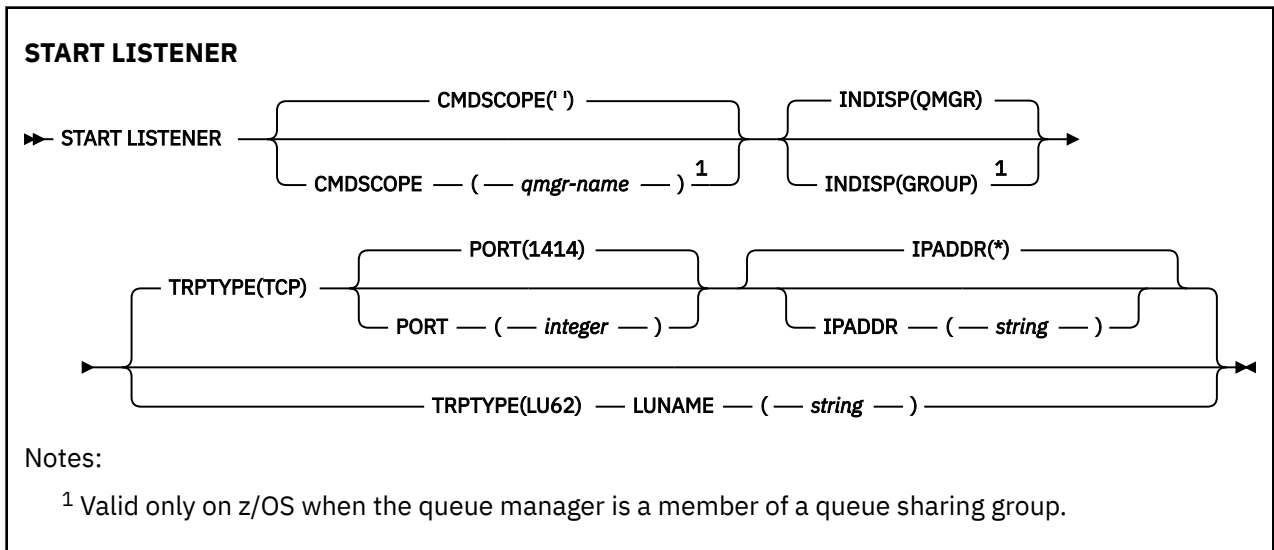 START LISTENER
CMDSCOPE(' ') INDISP(QMGR)
START LISTENER
CMDSCOPE ( qmgr-name ) 1 INDISP(GROUP) 1
PORT(1414) IPADDR(*)
TRPTYPE(TCP)
PORT ( integer ) IPADDR ( string )
TRPTYPE(LU62) LUNAME ( string )
Notes:
1 Valid only on z/OS when the queue manager is a member of a queue sharing group.